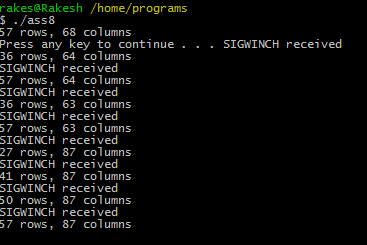 rakes@Rakesh /home/programs
$ ./ass8
57 rows, 68 columns
Press any key to continue . . . SIGWINCH received
36 rows, 64 columns
SIGWINCH received
57 rows, 64 columns
SIGWINCH received
36 rows, 63 columns
SIGWINCH received
57 rows, 63 columns
SIGWINCH received
27 rows, 87 columns
SIGWINCH received
41 rows, 87 columns
SIGWINCH received
50 rows, 87 columns
SIGWINCH received
57 rows, 87 columns